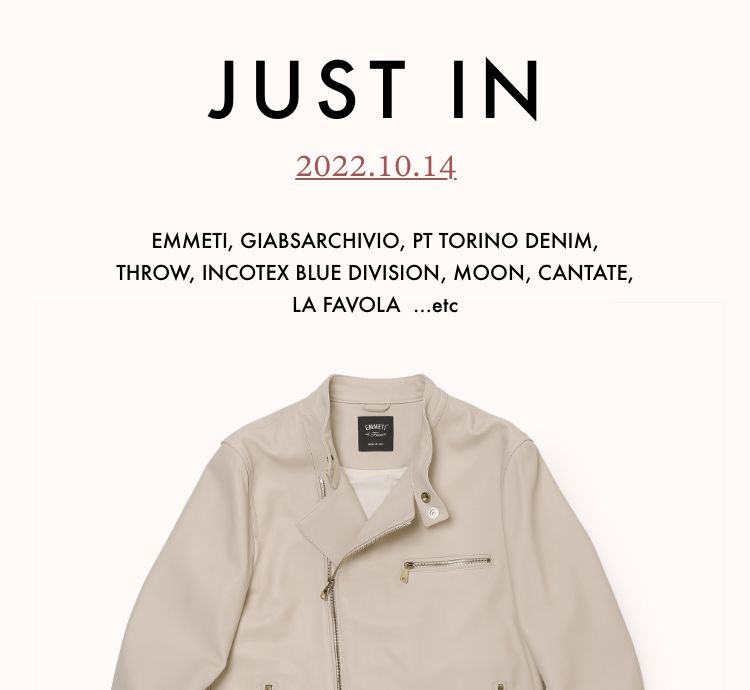 JUST IN
2022.10.14
EMMETI, GIABSARCHIVIO, PT TORINO DENIM,
THROW, INCOTEX BLUE DIVISION, MOON, CANTATE,
LA FAVOLA ...etc
EMMETI